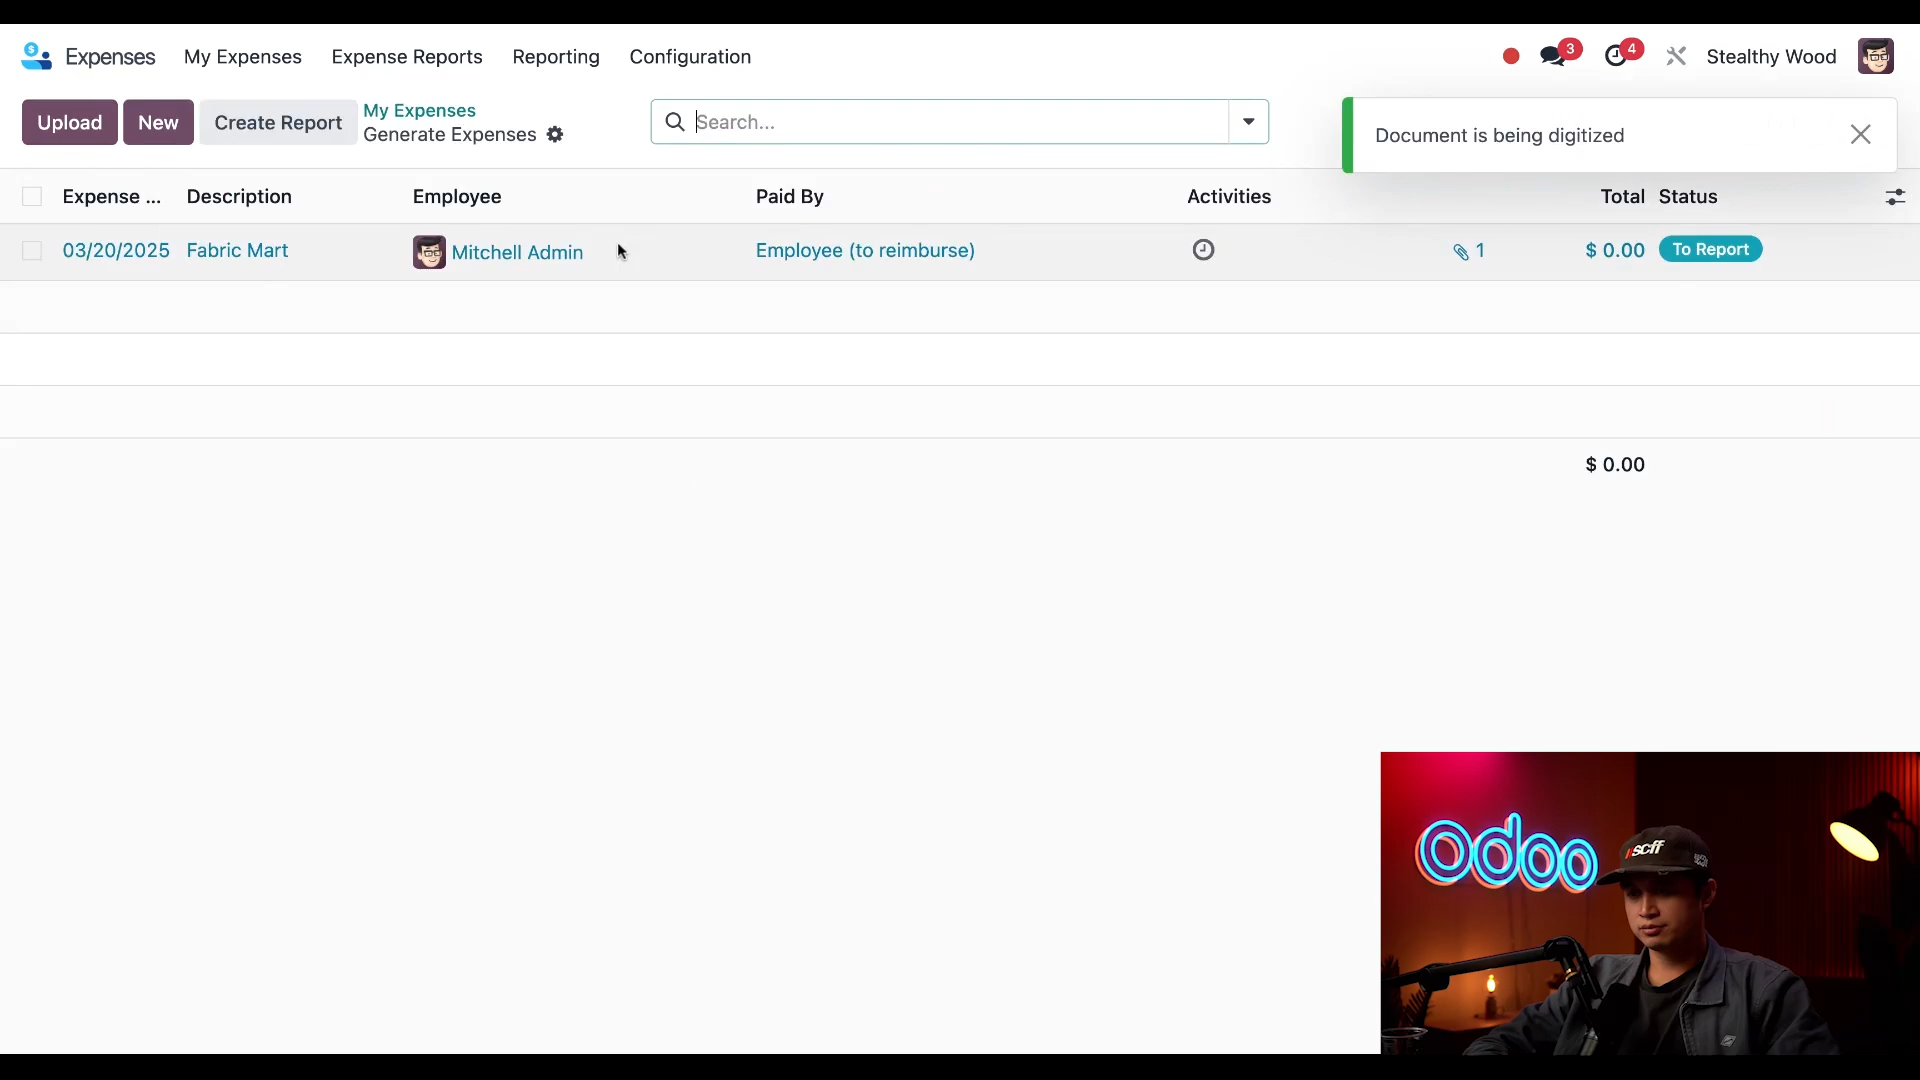 Expenses My Expenses Expense Reports Reporting Configuration 3 4 Stealthy Wood
Upload New Create Report My Expenses
Generate Expenses
Search...
Document is being digitized
Expense ... Description Employee Paid By Activities Total Status
03/20/2025 Fabric Mart Mitchell Admin Employee (to reimburse) 1 $ 0.00 To Report
$ 0.00
odoo